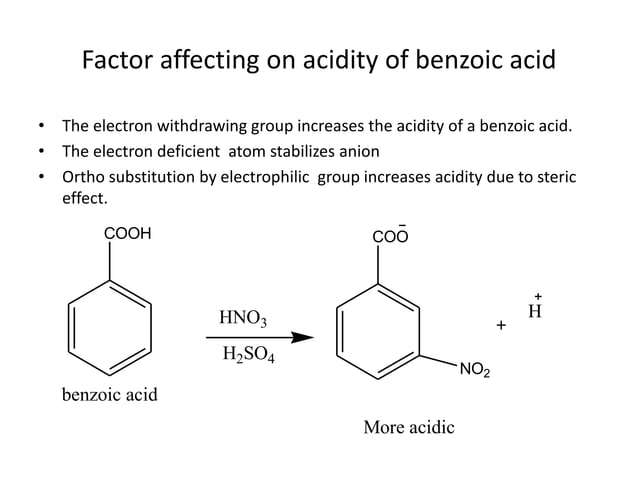 Factor affecting on acidity of benzoic acid
• The electron withdrawing group increases the acidity of a benzoic acid.
• The electron deficient atom stabilizes anion
• Ortho substitution by electrophilic group increases acidity due to steric
effect.
COOH
HNO₃
H₂SO₄
benzoic acid
COO⁻
NO₂
More acidic
+
H⁺